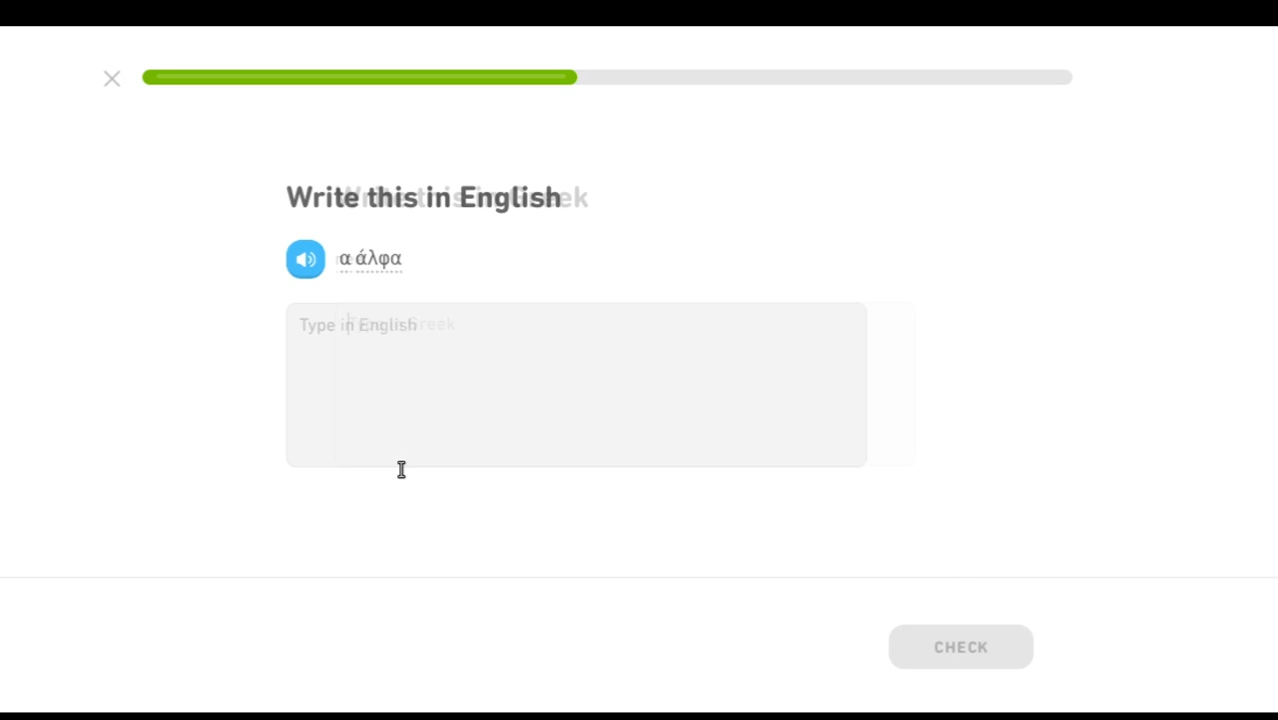 Write this in English
α άλφα
Type in English
CHECK